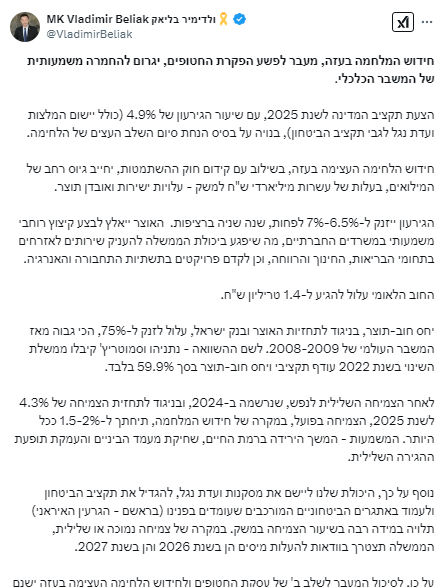 MK Vladimir Beliak ולדימיר בליאק🎗️
@VladimirBeliak
חידוש המלחמה בעזה, מעבר לפשע הפקרת החטופים, יגרום להחמרה משמעותית
של המשבר הכלכלי.
הצעת תקציב המדינה לשנת 2025, עם שיעור הגירעון של 4.9% (כולל יישום המלצות
ועדת נגל לגבי תקציב הביטחון), בנויה על בסיס הנחת סיום השלב העצים של הלחימה.
חידוש הלחימה העצימה בעזה, בשילוב עם קידום חוק ההשתמטות, יחייב גיוס רחב של
המילואים, בעלות של עשרות מיליארדי ש"ח למשק - עלויות ישירות ואובדן תוצר.
הגירעון יזנק ל-6.5%-7% לפחות, שנה שניה ברציפות. האוצר ייאלץ לבצע קיצוץ רוחבי
משמעותי במשרדים החברתיים, מה שיפגע ביכולת הממשלה להעניק שירותים לאזרחים
בתחומי הבריאות, החינוך והרווחה, וכן לקדם פרויקטים בתשתיות התחבורה והאנרגיה.
החוב הלאומי עלול להגיע ל-1.4 טריליון ש"ח.
יחס חוב-תוצר, בניגוד לתחזיות האוצר ובנק ישראל, עלול לזנק ל-75%, הכי גבוה מאז
המשבר העולמי של 2008-2009. לשם ההשוואה - נתניהו וסמוטריץ' קיבלו ממשלת
השינוי בשנת 2022 עודף תקציבי ויחס חוב-תוצר בסך 59.9% בלבד.
לאחר הצמיחה השלילית לנפש, שנרשמה ב-2024, ובניגוד לתחזית הצמיחה של 4.3%
לשנת 2025, הצמיחה בפועל, במקרה של חידוש המלחמה, תיחתך ל-1.5-2% לכל
היותר. המשמעות - המשך הירידה ברמת החיים, שחיקת מעמד הביניים והעמקת תופעת
ההגירה השלילית.
נוסף על כך, היכולת שלנו ליישם את מסקנות ועדת נגל, להגדיל את תקציב הביטחון
ולעמוד באתגרים הביטחוניים המורכבים שעומדים בפנינו (בראשם - הגרעין האיראני)
תלויה במידה רבה בשיעור הצמיחה במשק. במקרה של צמיחה נמוכה או שלילית,
הממשלה תצטרך בוודאות להעלות מיסים הן בשנת 2026 והן בשנת 2027.
על כן, לסיכול המעבר לשלב ב' של עסקת החטופים ולחידוש הלחימה העצימה בעזה ישנם